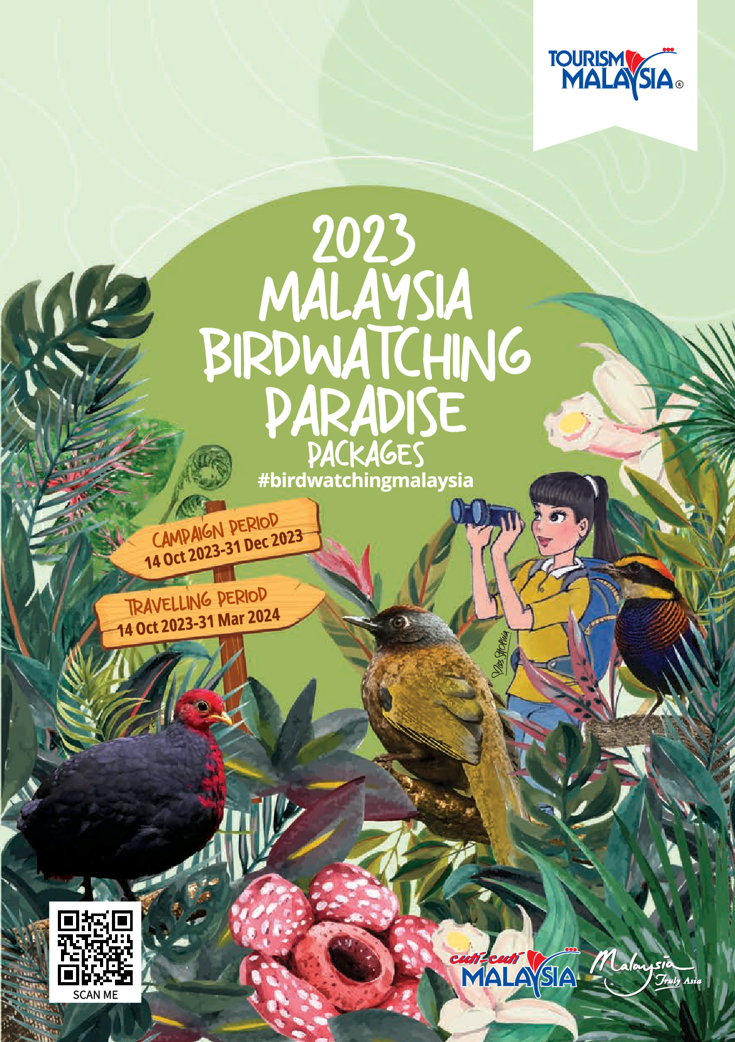 TOURISM
MALAYSIA®
2023
MALAYSIA
BIRDWATCHING
PARADISE
PACKAGES
#birdwatchingmalaysia
CAMPAIGN PERIOD
14 Oct 2023-31 Dec 2023
TRAVELLING PERIOD
14 Oct 2023-31 Mar 2024
SCAN ME
cuti-cuti
MALAYSIA
Malaysia
Truly Asia